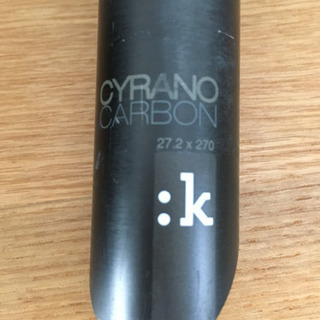 CYRANO
CARBON
27.2 x 270
:k